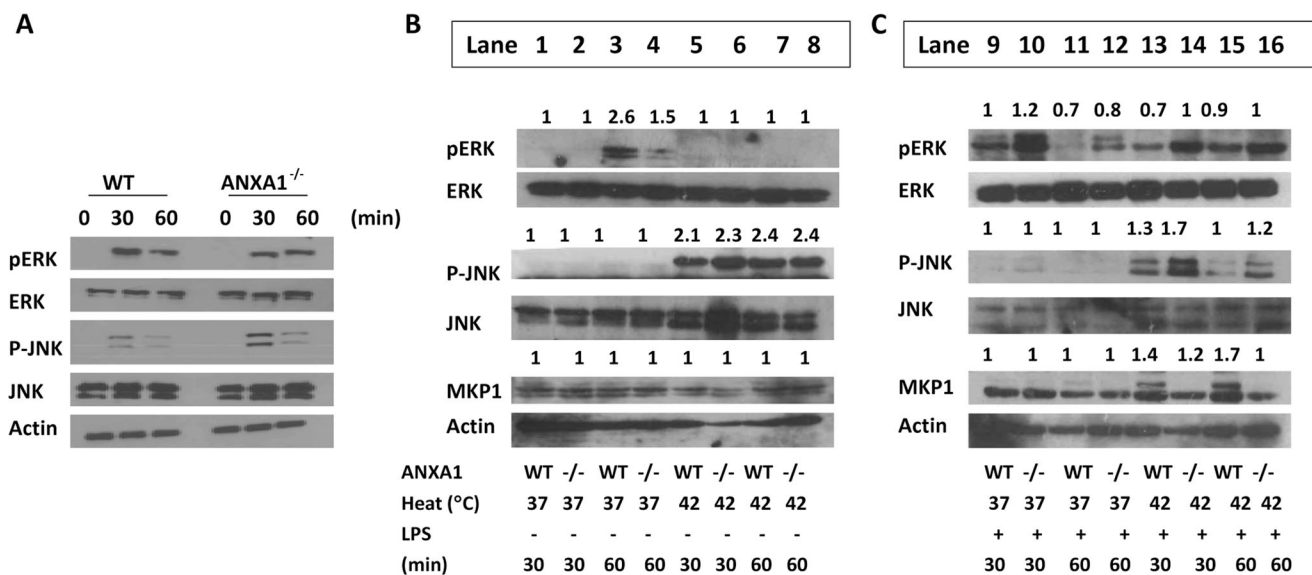 A
WT ANXA1-/-
0 30 60 0 30 60 (min)
pERK
ERK
P-JNK
JNK
Actin
B
Lane 1 2 3 4 5 6 7 8
1 1 2.6 1.5 1 1 1 1
pERK
ERK
1 1 1 1 2.1 2.3 2.4 2.4
P-JNK
JNK
1 1 1 1 1 1 1 1
MKP1
Actin
ANXA1 WT -/- WT -/- WT -/- WT -/-
Heat (°C) 37 37 37 37 42 42 42 42
LPS - - - - - - - -
(min) 30 30 60 60 30 30 60 60
C
Lane 9 10 11 12 13 14 15 16
1 1.2 0.7 0.8 0.7 1 0.9 1
pERK
ERK
1 1 1 1 1.3 1.7 1 1.2
P-JNK
JNK
1 1 1 1 1.4 1.2 1.7 1
MKP1
Actin
WT -/- WT -/- WT -/- WT -/-
37 37 37 37 42 42 42 42
+ + + + + + + +
30 30 60 60 30 30 60 60